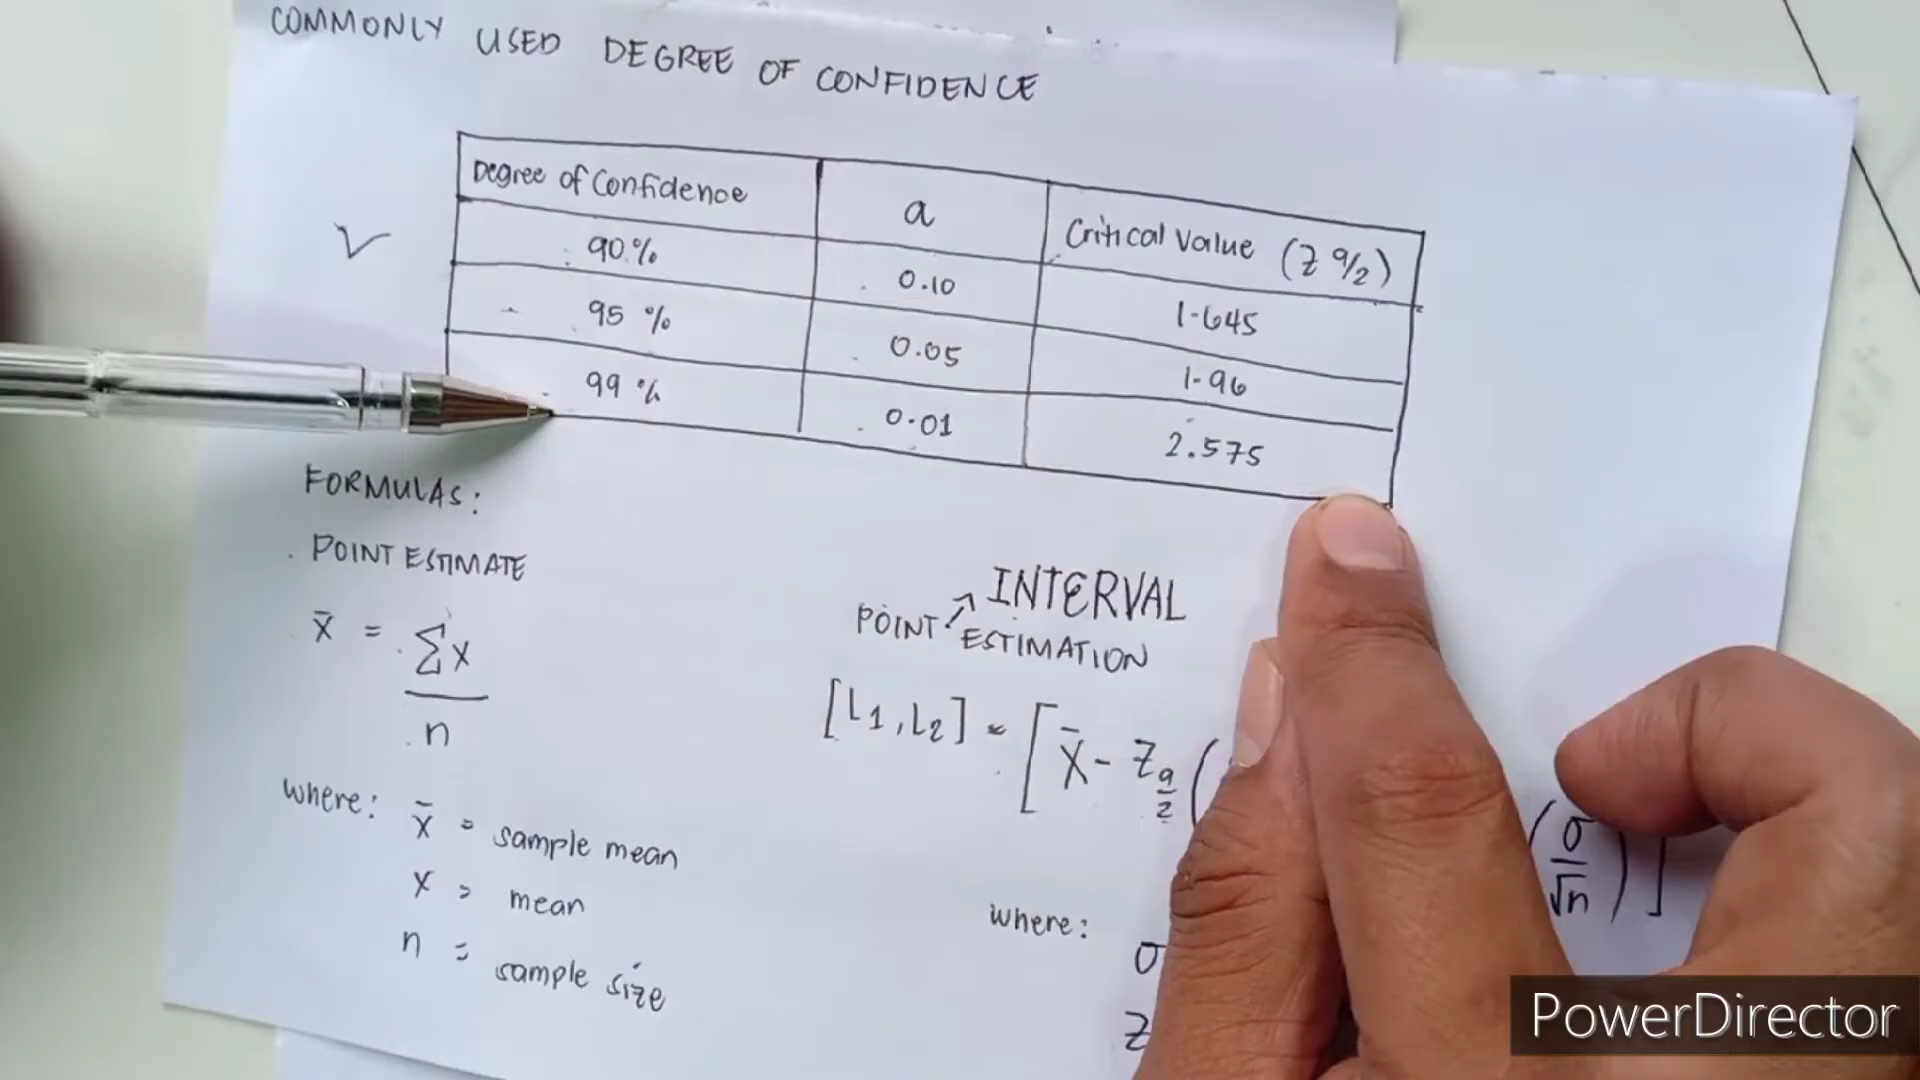 COMMONLY USED DEGREE OF CONFIDENCE
Degree of Confidence a Critical Value (Z a/2)
90% 0.10 1.645
95% 0.05 1.96
99% 0.01 2.575
FORMULAS:
POINT ESTIMATE
x̄ = Σx
n
where: x̄ = sample mean
x = mean
n = sample size
INTERVAL
POINT ESTIMATION
[L1, L2] = [x̄ - Z a/2 ( (σ/√n)]
where:
σ
Z
PowerDirector